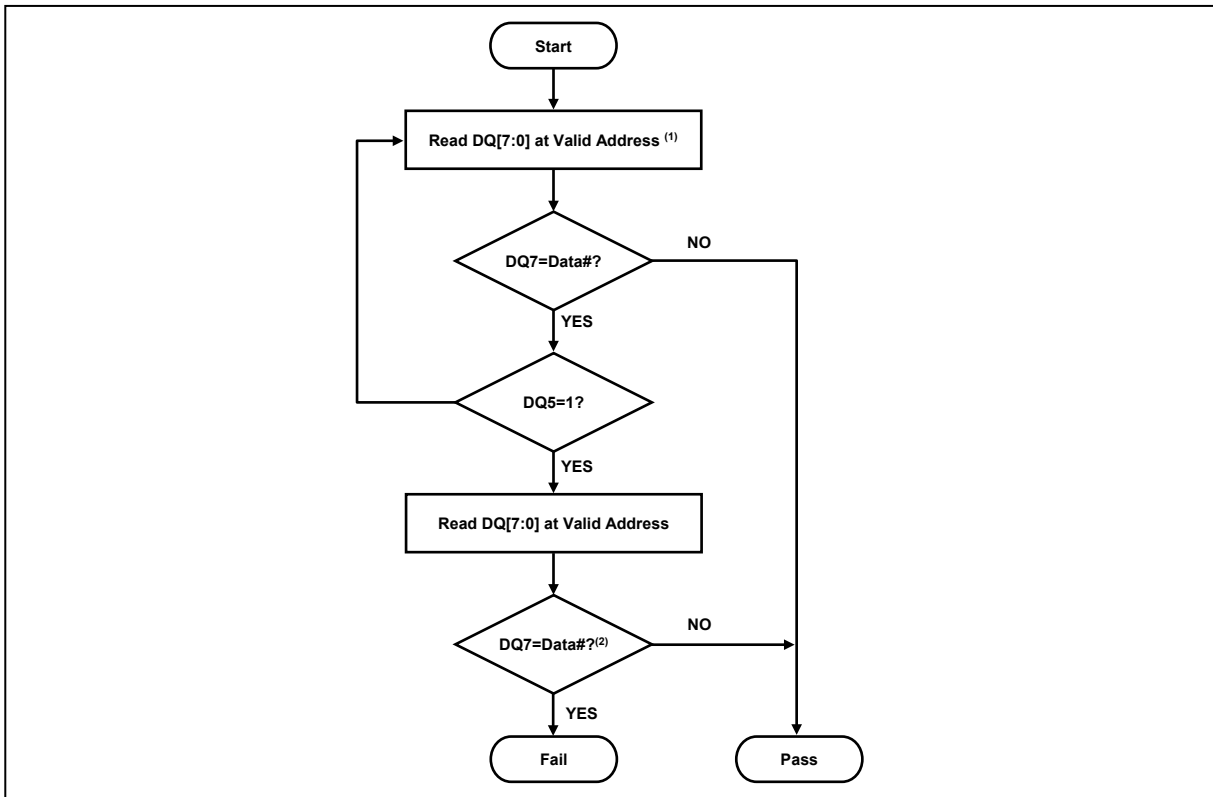 Start
Read DQ[7:0] at Valid Address (1)
DQ7=Data#?
NO
YES
DQ5=1?
YES
Read DQ[7:0] at Valid Address
DQ7=Data#?(2)
NO
YES
Fail
Pass